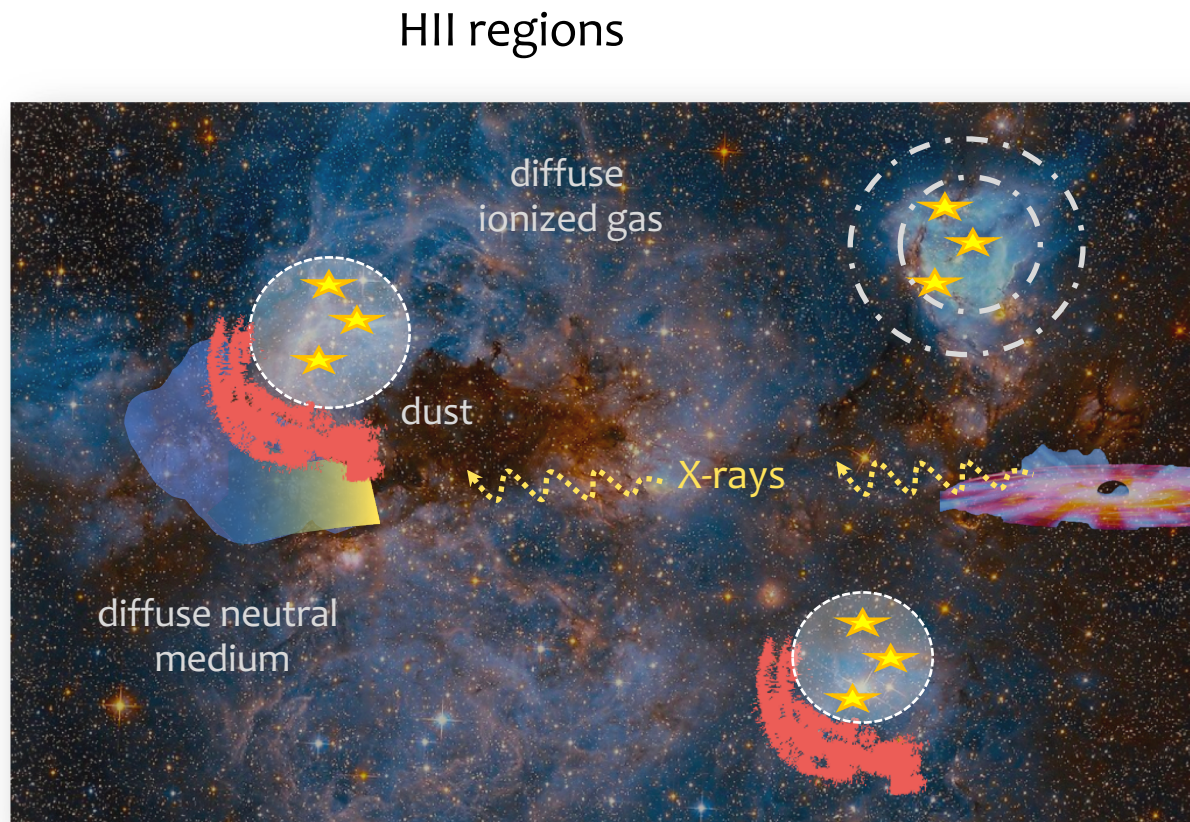 HII regions
diffuse
ionized gas
dust
X-rays
diffuse neutral
medium